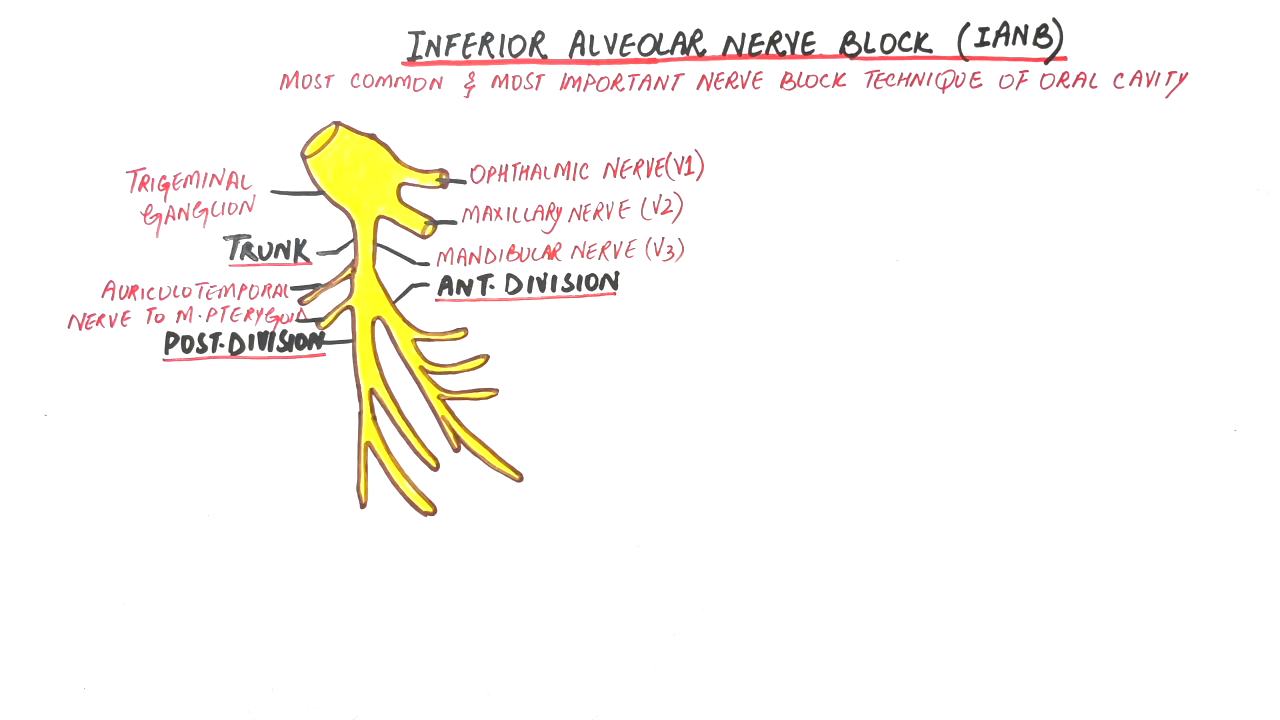 INFERIOR ALVEOLAR NERVE BLOCK (IANB)
MOST COMMON & MOST IMPORTANT NERVE BLOCK TECHNIQUE OF ORAL CAVITY
TRIGEMINAL
GANGLION
OPHTHALMIC NERVE(V1)
MAXILLARY NERVE (V2)
TRUNK
MANDIBULAR NERVE (V3)
ANT. DIVISION
AURICULOTEMPORAL
NERVE TO M. PTERYGOID
POST. DIVISION